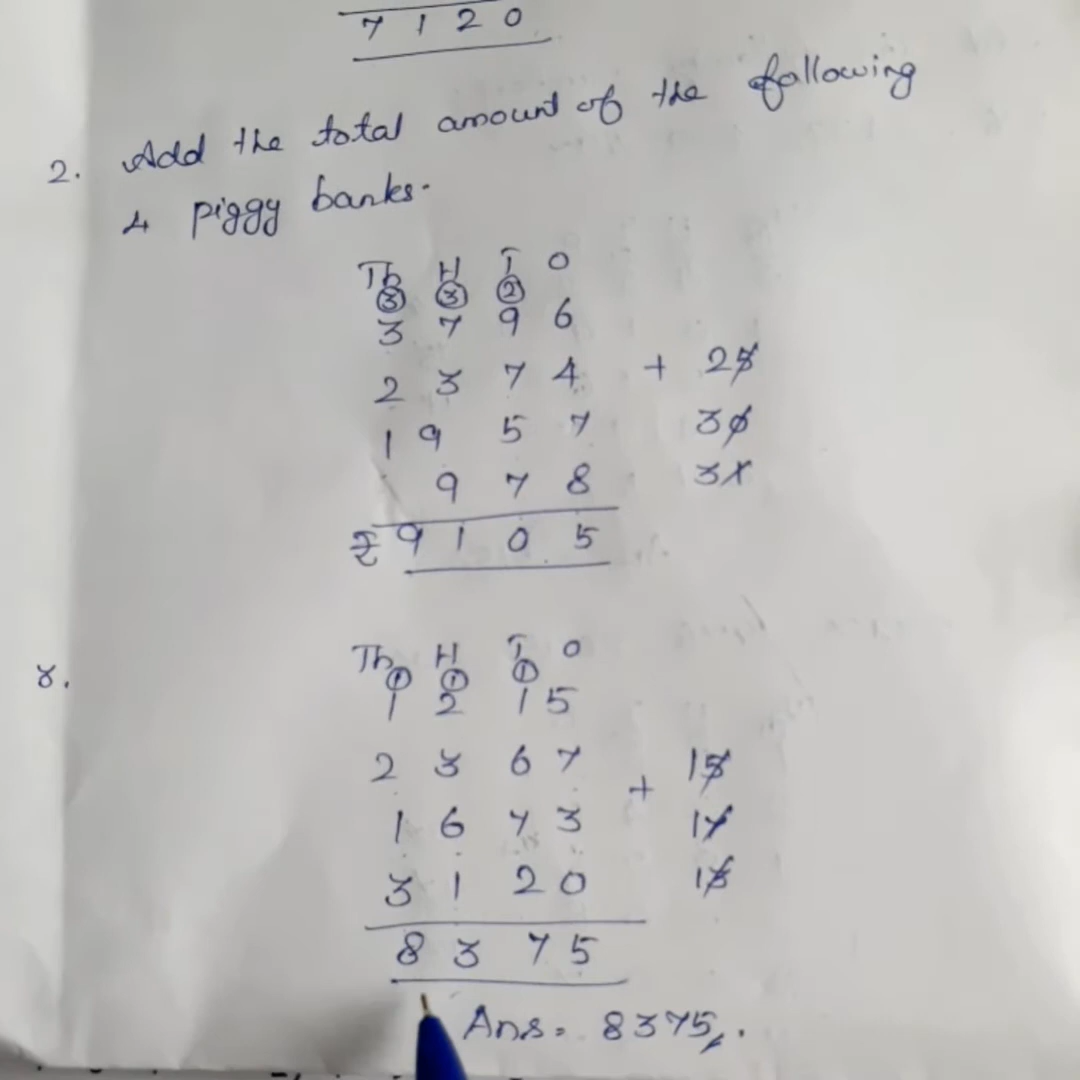 7 1 2 0
2. Add the total amount of the following
4 piggy banks.
Th H T O
3 3 2
3 7 9 6
2 3 7 4 + 25
1 9 5 7 30
9 7 8 31
₹ 9 1 0 5
8. Th H T O
1 1 1
1 2 1 5
2 3 6 7 + 15
1 6 7 3 17
3 1 2 0 13
8 3 7 5
Ans = 8375